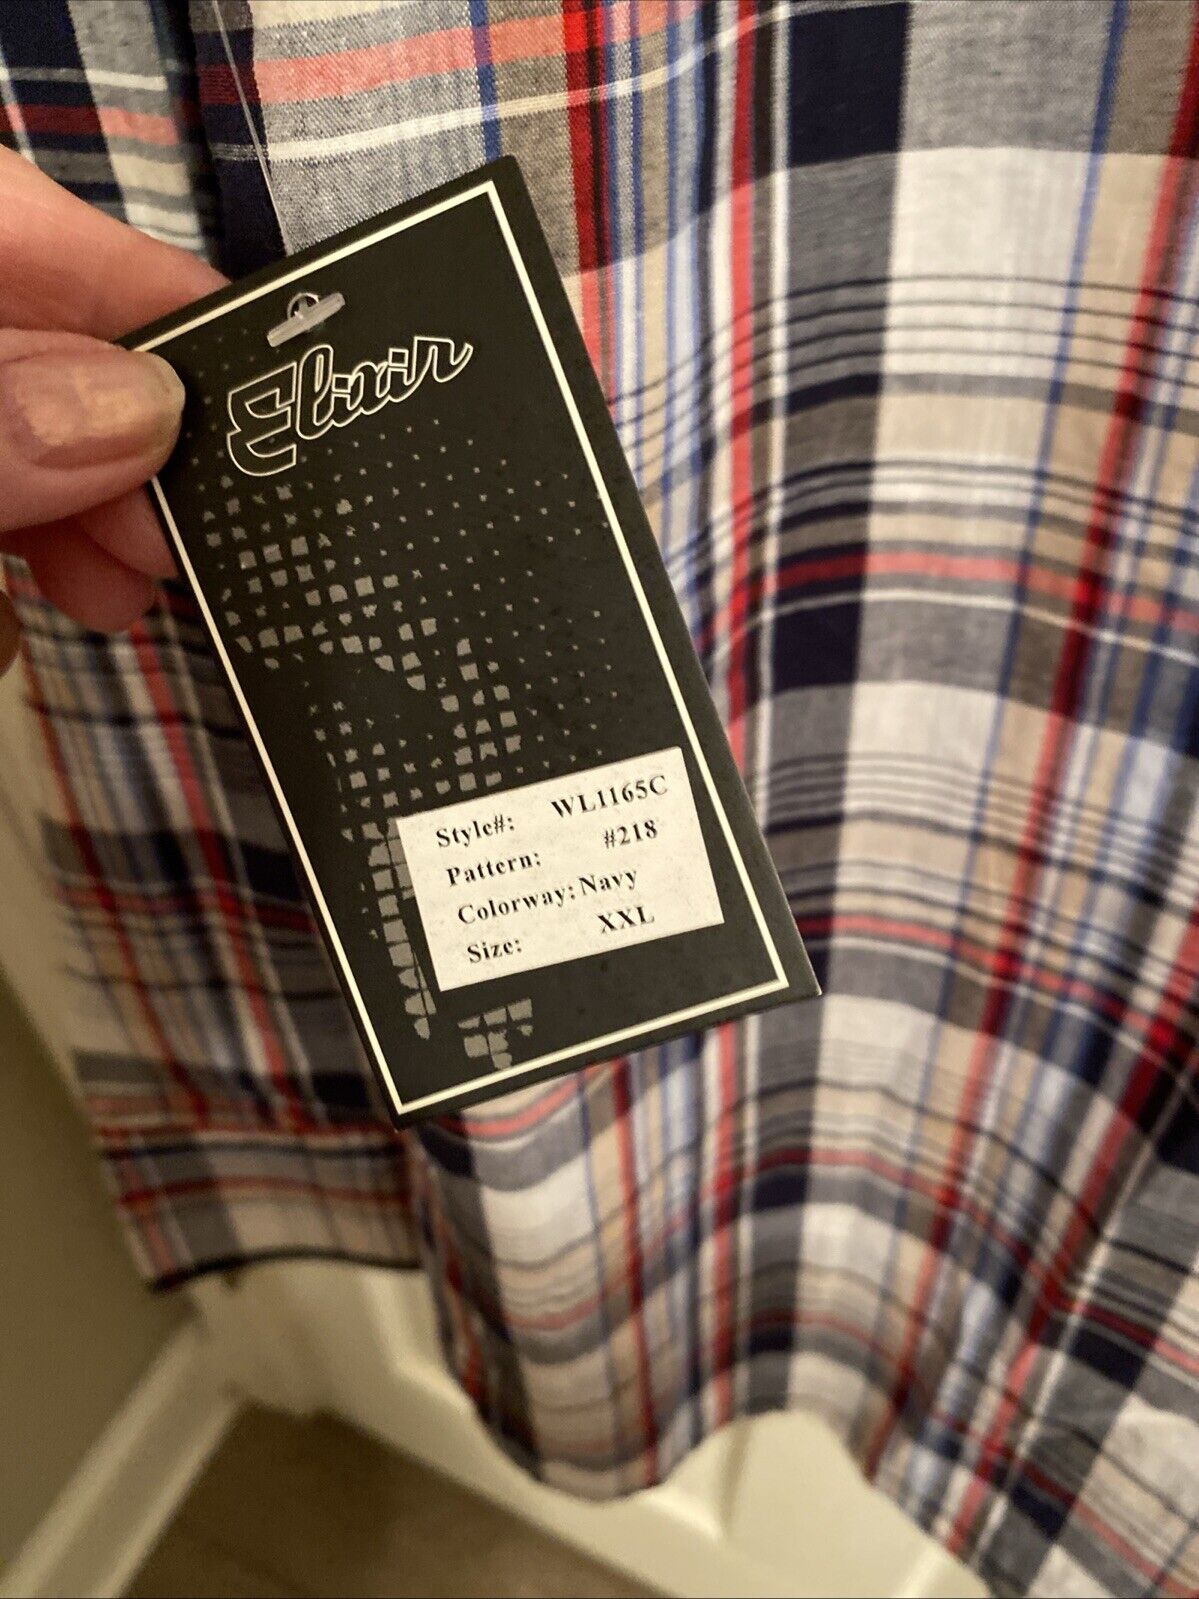 Elixir
Style#: WL1165C
Pattern: #218
Colorway: Navy
Size: XXL